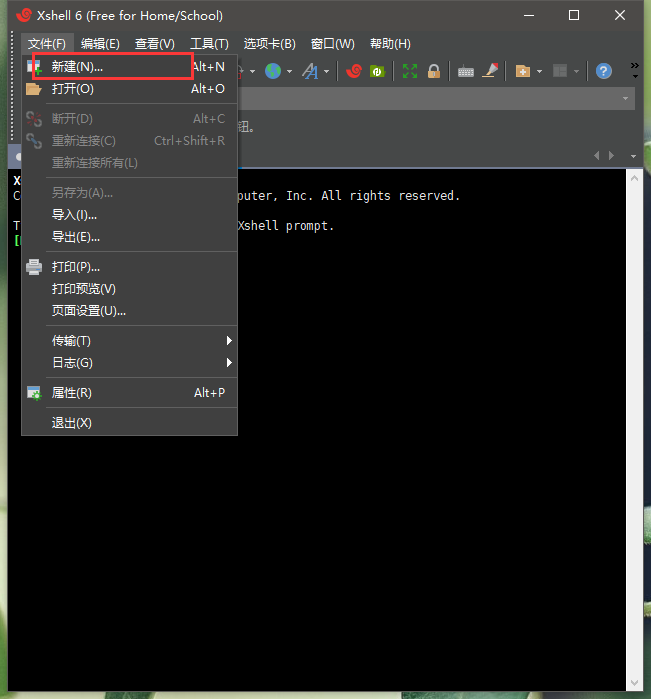 Xshell 6 (Free for Home/School)
文件(F) 编辑(E) 查看(V) 工具(T) 选项卡(B) 窗口(W) 帮助(H)
新建(N)... Alt+N
打开(O) Alt+O
断开(D) Alt+C
钮。
重新连接(C) Ctrl+Shift+R
重新连接所有(L)
另存为(A)...
puter, Inc. All rights reserved.
导入(I)...
Xshell prompt.
导出(E)...
打印(P)...
打印预览(V)
页面设置(U)...
传输(T)
日志(G)
属性(R) Alt+P
退出(X)